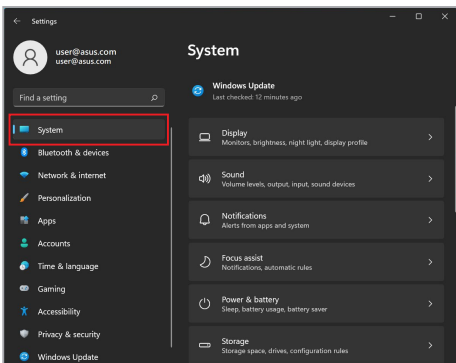 Settings
user@asus.com
user@asus.com
Find a setting
System
Bluetooth & devices
Network & internet
Personalization
Apps
Accounts
Time & language
Gaming
Accessibility
Privacy & security
Windows Update
System
Windows Update
Last checked: 12 minutes ago
Display
Monitors, brightness, night light, display profile
Sound
Volume levels, output, input, sound devices
Notifications
Alerts from apps and system
Focus assist
Notifications, automatic rules
Power & battery
Sleep, battery usage, battery saver
Storage
Storage space, drives, configuration rules